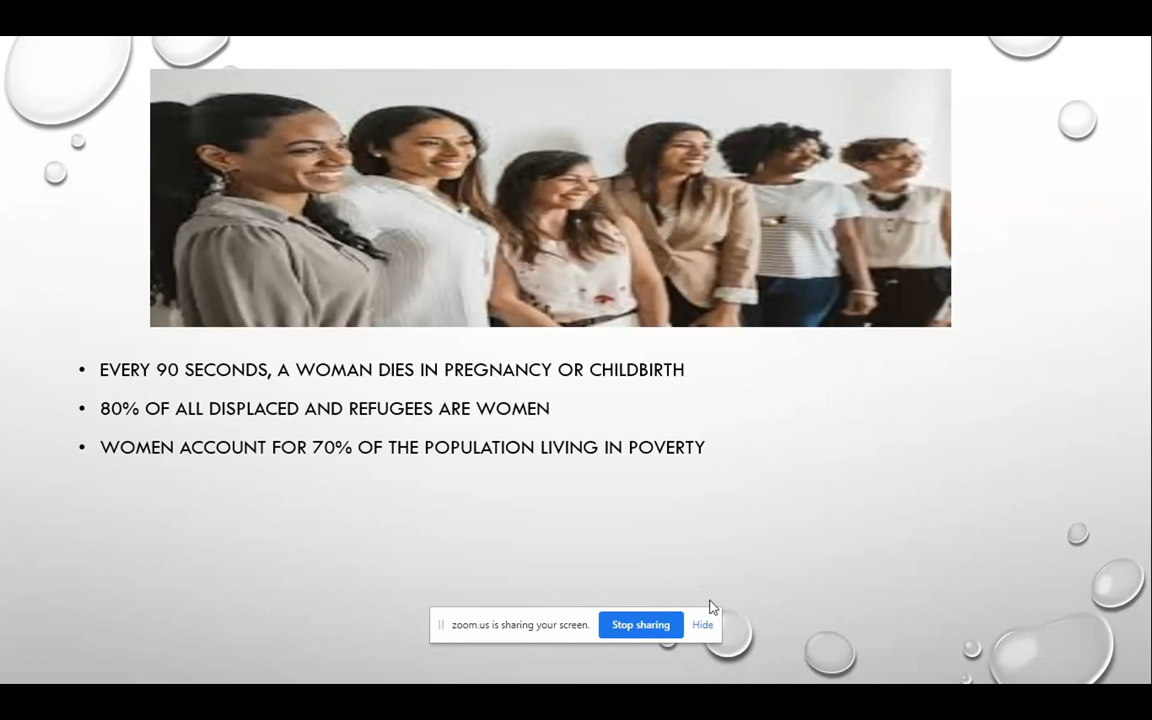 EVERY 90 SECONDS, A WOMAN DIES IN PREGNANCY OR CHILDBIRTH
80% OF ALL DISPLACED AND REFUGEES ARE WOMEN
WOMEN ACCOUNT FOR 70% OF THE POPULATION LIVING IN POVERTY
zoom.us is sharing your screen. Stop sharing Hide